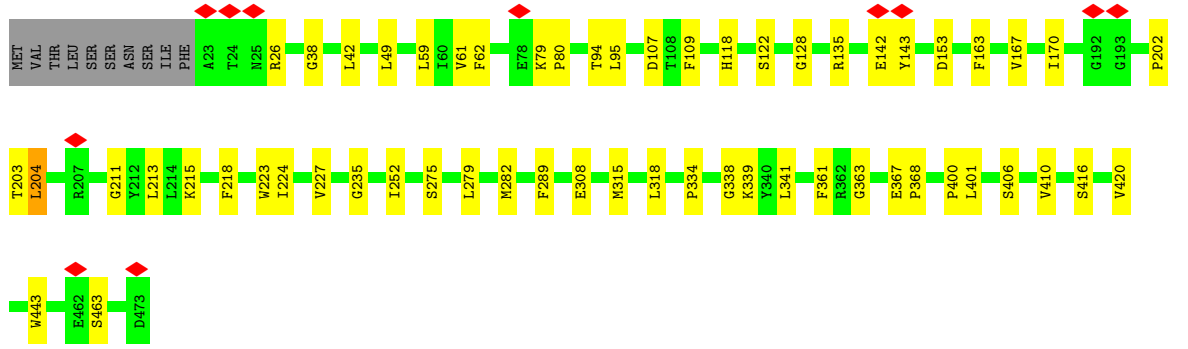 MET VAL THR LEU SER SER ASN SER ILE PHE A23 T24 N25 R26 G38 L42 L49 L59 I60 V61 F62 E78 K79 P80 T94 L95 D107 T108 F109 H118 S122 G128 R135 E142 Y143 D153 F163 V167 I170 G192 G193 P202
T203 L204 R207 G211 Y212 L213 L214 K215 F218 W223 I224 V227 G235 I252 S275 L279 M282 F289 E308 M315 L318 P334 G338 K339 Y340 L341 F361 R362 G363 E367 P368 P400 L401 S406 V410 S416 V420
W443 E462 S463 D473